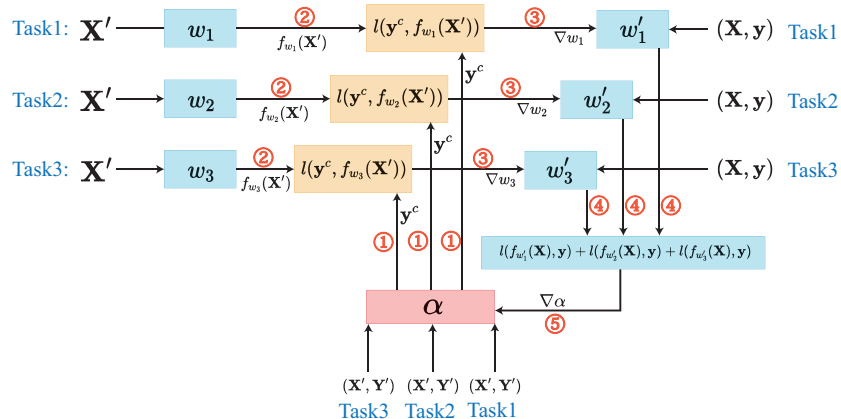 Task1: X′ w₁ ② f_{w₁}(X′) l(y^c, f_{w₁}(X′)) ③ ∇w₁ w′₁ (X, y) Task1
y^c
Task2: X′ w₂ ② f_{w₂}(X′) l(y^c, f_{w₂}(X′)) ③ ∇w₂ w′₂ (X, y) Task2
y^c
Task3: X′ w₃ ② f_{w₃}(X′) l(y^c, f_{w₃}(X′)) ③ ∇w₃ w′₃ (X, y) Task3
y^c ④ ④ ④
① ① ① l(f_{w′₁}(X), y) + l(f_{w′₂}(X), y) + l(f_{w′₃}(X), y)
α ∇α
⑤
(X′, Y′) (X′, Y′) (X′, Y′)
Task3 Task2 Task1